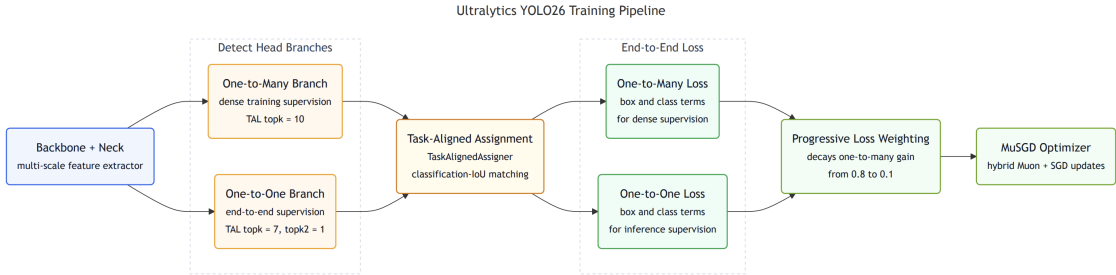 Ultralytics YOLO26 Training Pipeline
Detect Head Branches
End-to-End Loss
Backbone + Neck
multi-scale feature extractor
One-to-Many Branch
dense training supervision
TAL topk = 10
One-to-One Branch
end-to-end supervision
TAL topk = 7, topk2 = 1
Task-Aligned Assignment
TaskAlignedAssigner
classification-IoU matching
One-to-Many Loss
box and class terms
for dense supervision
One-to-One Loss
box and class terms
for inference supervision
Progressive Loss Weighting
decays one-to-many gain
from 0.8 to 0.1
MuSGD Optimizer
hybrid Muon + SGD updates